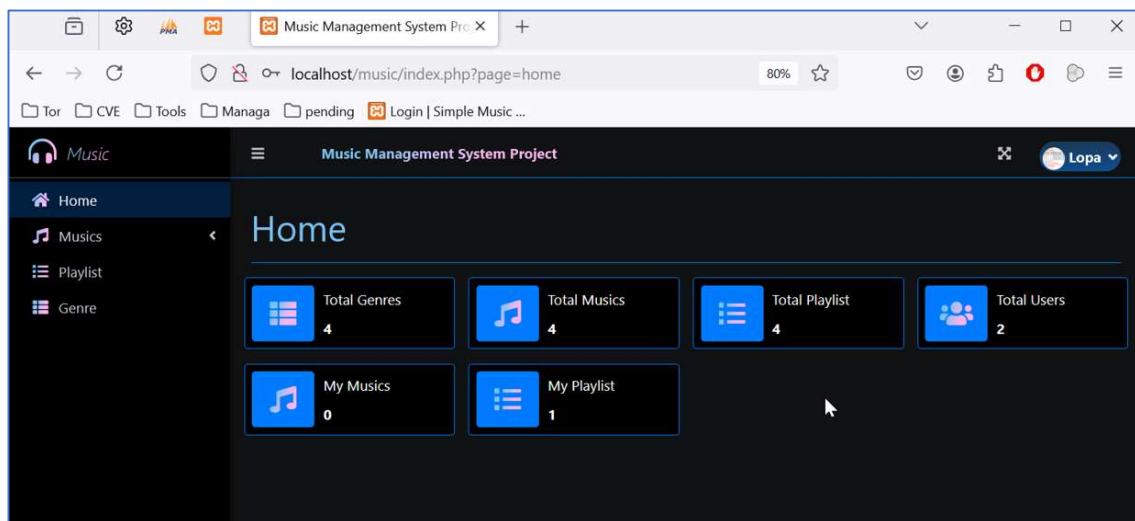 PMA
Music Management System Pro
localhost/music/index.php?page=home
80%
Tor CVE Tools Managa pending Login | Simple Music ...
Music
Music Management System Project
Lopa
Home
Musics
Playlist
Genre
Home
Total Genres
4
Total Musics
4
Total Playlist
4
Total Users
2
My Musics
0
My Playlist
1